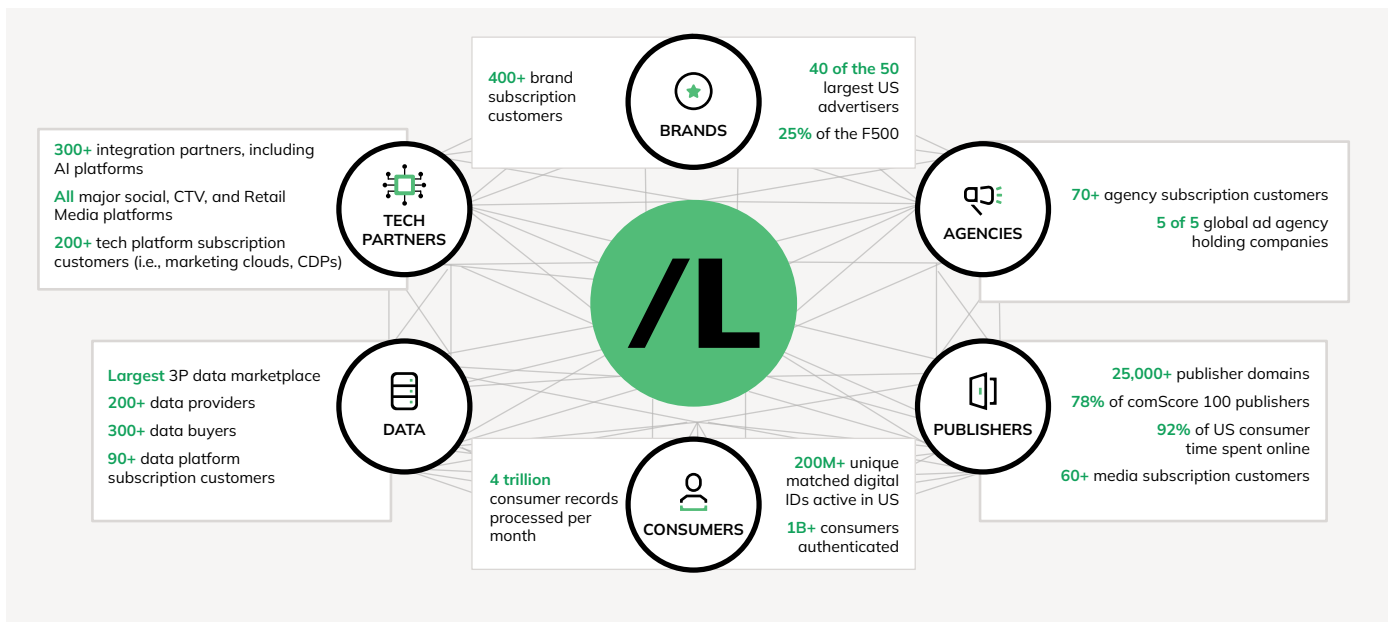 400+ brand
subscription
customers
BRANDS
40 of the 50
largest US
advertisers
25% of the F500
300+ integration partners, including
AI platforms
All major social, CTV, and Retail
Media platforms
200+ tech platform subscription
customers (i.e., marketing clouds, CDPs)
TECH
PARTNERS
/L
AGENCIES
70+ agency subscription customers
5 of 5 global ad agency
holding companies
Largest 3P data marketplace
200+ data providers
300+ data buyers
90+ data platform
subscription customers
DATA
PUBLISHERS
25,000+ publisher domains
78% of comScore 100 publishers
92% of US consumer
time spent online
60+ media subscription customers
4 trillion
consumer records
processed per
month
CONSUMERS
200M+ unique
matched digital
IDs active in US
1B+ consumers
authenticated